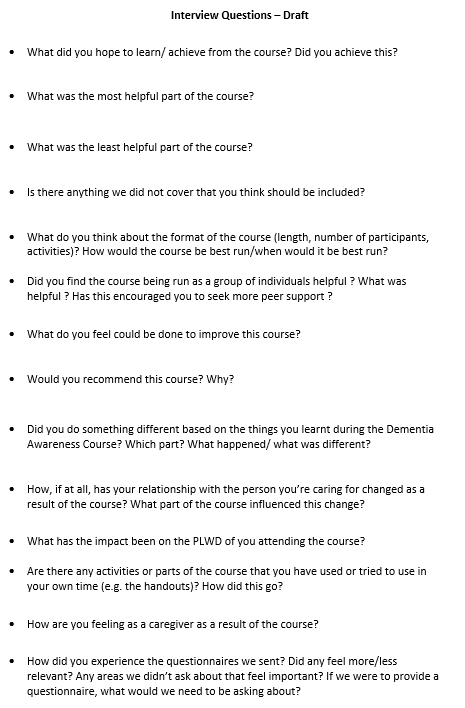 Interview Questions – Draft
• What did you hope to learn/ achieve from the course? Did you achieve this?
• What was the most helpful part of the course?
• What was the least helpful part of the course?
• Is there anything we did not cover that you think should be included?
• What do you think about the format of the course (length, number of participants,
activities)? How would the course be best run/when would it be best run?
• Did you find the course being run as a group of individuals helpful ? What was
helpful ? Has this encouraged you to seek more peer support ?
• What do you feel could be done to improve this course?
• Would you recommend this course? Why?
• Did you do something different based on the things you learnt during the Dementia
Awareness Course? Which part? What happened/ what was different?
• How, if at all, has your relationship with the person you’re caring for changed as a
result of the course? What part of the course influenced this change?
• What has the impact been on the PLWD of you attending the course?
• Are there any activities or parts of the course that you have used or tried to use in
your own time (e.g. the handouts)? How did this go?
• How are you feeling as a caregiver as a result of the course?
• How did you experience the questionnaires we sent? Did any feel more/less
relevant? Any areas we didn’t ask about that feel important? If we were to provide a
questionnaire, what would we need to be asking about?